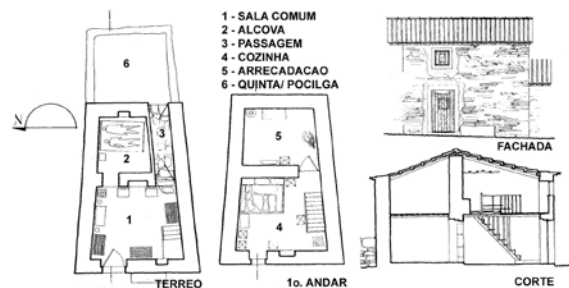 1 - SALA COMUM
2 - ALCOVA
3 - PASSAGEM
4 - COZINHA
5 - ARRECADACAO
6 - QUINTA/ POCILGA
6
N
3
2
1
TERREO
5
4
1o. ANDAR
FACHADA
CORTE